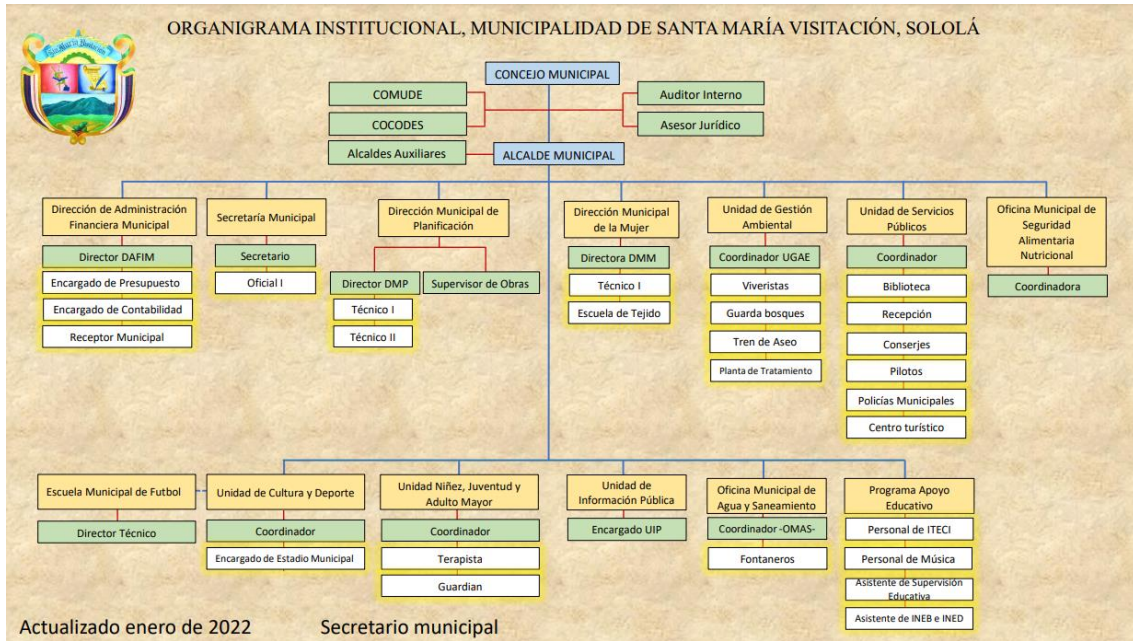 ORGANIGRAMA INSTITUCIONAL, MUNICIPALIDAD DE SANTA MARÍA VISITACIÓN, SOLOLÁ
CONCEJO MUNICIPAL
COMUDE
Auditor Interno
COCODES
Asesor Jurídico
Alcaldes Auxiliares
ALCALDE MUNICIPAL
Dirección de Administración
Financiera Municipal
Director DAFIM
Encargado de Presupuesto
Encargado de Contabilidad
Receptor Municipal
Secretaría Municipal
Secretario
Oficial I
Dirección Municipal de
Planificación
Director DMP
Técnico I
Técnico II
Supervisor de Obras
Dirección Municipal
de la Mujer
Directora DMM
Técnico I
Escuela de Tejido
Unidad de Gestión
Ambiental
Coordinador UGAE
Viveristas
Guarda bosques
Tren de Aseo
Planta de Tratamiento
Unidad de Servicios
Públicos
Coordinador
Biblioteca
Recepción
Conserjes
Pilotos
Policías Municipales
Centro turístico
Oficina Municipal de
Seguridad
Alimentaria
Nutricional
Coordinadora
Escuela Municipal de Futbol
Director Técnico
Unidad de Cultura y Deporte
Coordinador
Encargado de Estadio Municipal
Unidad Niñez, Juventud y
Adulto Mayor
Coordinador
Terapista
Guardian
Unidad de
Información Pública
Encargado UIP
Oficina Municipal de
Agua y Saneamiento
Coordinador -OMAS-
Fontaneros
Programa Apoyo
Educativo
Personal de ITECI
Personal de Música
Asistente de Supervisión
Educativa
Asistente de INEB e INED
Actualizado enero de 2022
Secretario municipal